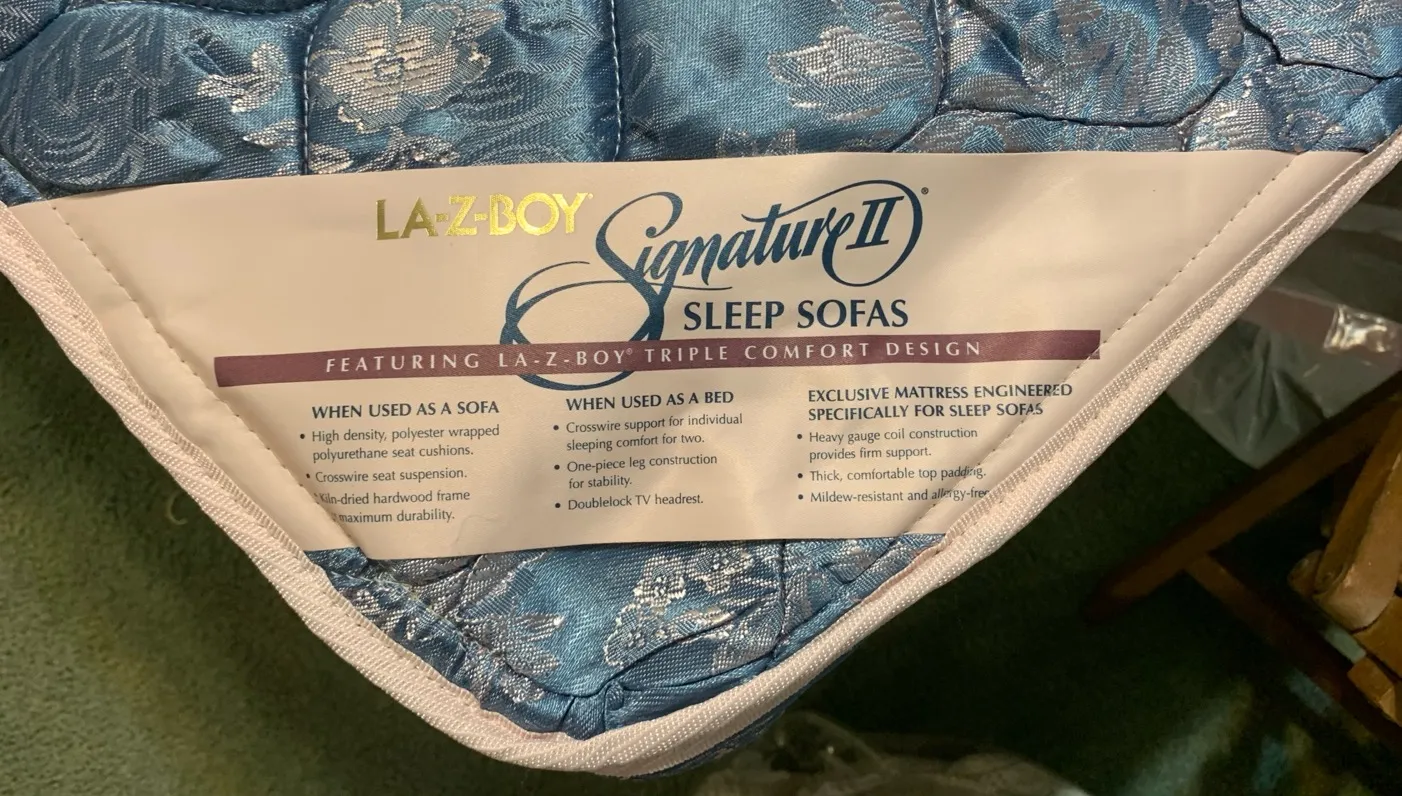 LA-Z-BOY® Signature II®
SLEEP SOFAS
FEATURING LA-Z-BOY® TRIPLE COMFORT DESIGN
WHEN USED AS A SOFA
• High density, polyester wrapped
polyurethane seat cushions.
• Crosswire seat suspension.
Kiln-dried hardwood frame
maximum durability.
WHEN USED AS A BED
• Crosswire support for individual
sleeping comfort for two.
• One-piece leg construction
for stability.
• Doublelock TV headrest.
EXCLUSIVE MATTRESS ENGINEERED
SPECIFICALLY FOR SLEEP SOFAS
• Heavy gauge coil construction
provides firm support.
• Thick, comfortable top padding.
• Mildew-resistant and allergy-free